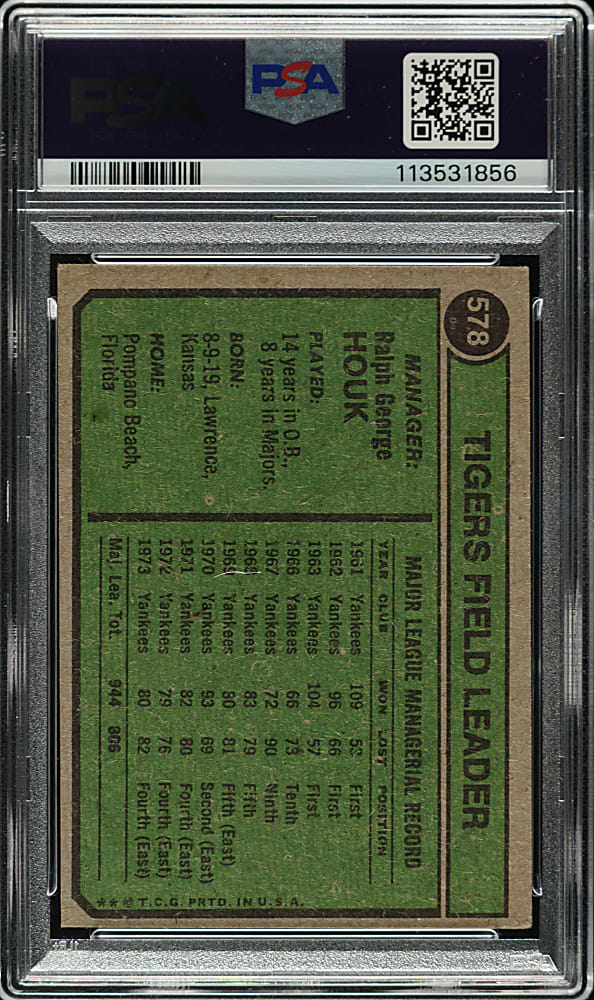 PSA
PSA
113531856
578
TIGERS FIELD LEADER
MANAGER:
Ralph George
HOUK
PLAYED:
14 years in O.B.,
8 years in Majors.
BORN:
8-9-19, Lawrence,
Kansas
HOME:
Pompano Beach,
Florida
MAJOR LEAGUE MANAGERIAL RECORD
YEAR CLUB WON LOST POSITION
1961 Yankees 109 53 First
1962 Yankees 96 66 First
1963 Yankees 104 57 First
1966 Yankees 66 73 Tenth
1967 Yankees 72 90 Ninth
1968 Yankees 83 79 Fifth
1969 Yankees 80 81 Fifth (East)
1970 Yankees 93 69 Second (East)
1971 Yankees 82 80 Fourth (East)
1972 Yankees 79 76 Fourth (East)
1973 Yankees 80 82 Fourth (East)
Maj. Lea. Tot. 944 806
** © T.C.G. PRTD. IN U.S.A.